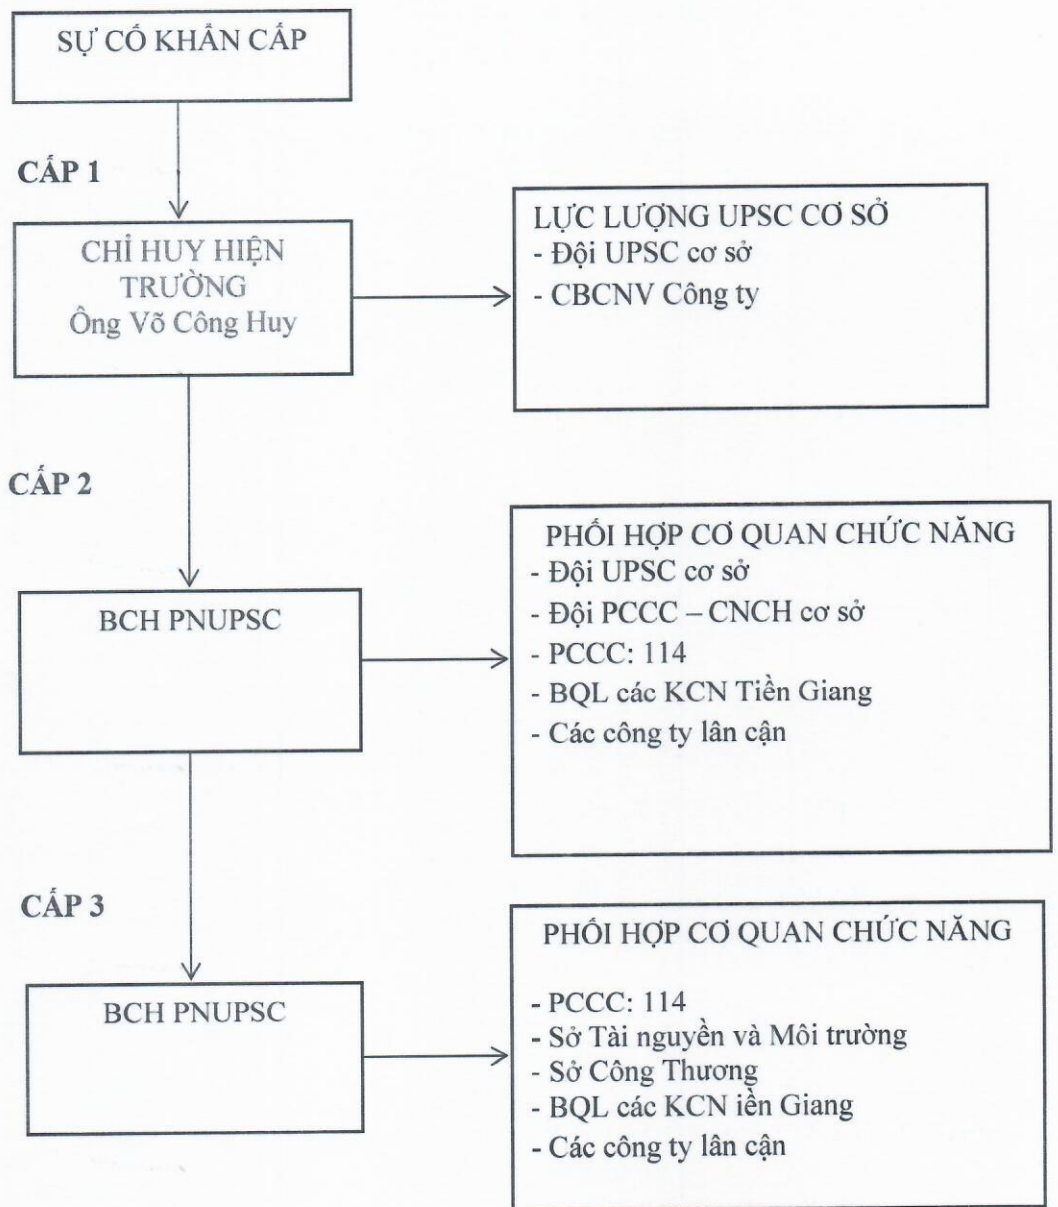 SỰ CỐ KHẨN CẤP
CẤP 1
CHỈ HUY HIỆN
TRƯỜNG
Ông Võ Công Huy
LỰC LƯỢNG UPSC CƠ SỞ
- Đội UPSC cơ sở
- CBCNV Công ty
CẤP 2
BCH PNUPSC
PHỐI HỢP CƠ QUAN CHỨC NĂNG
- Đội UPSC cơ sở
- Đội PCCC – CNCH cơ sở
- PCCC: 114
- BQL các KCN Tiền Giang
- Các công ty lân cận
CẤP 3
BCH PNUPSC
PHỐI HỢP CƠ QUAN CHỨC NĂNG
- PCCC: 114
- Sở Tài nguyền và Môi trường
- Sở Công Thương
- BQL các KCN iền Giang
- Các công ty lân cận